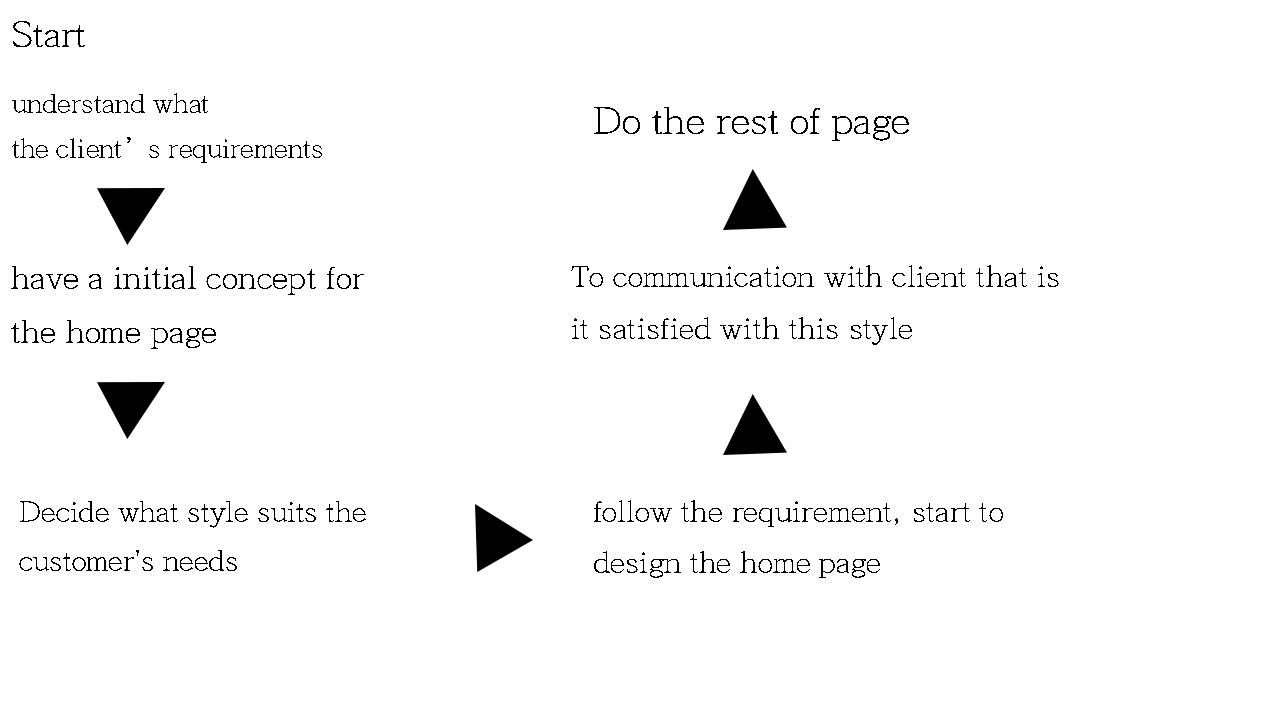 Start
understand what
the client’s requirements
have a initial concept for
the home page
Decide what style suits the
customer's needs
follow the requirement, start to
design the home page
To communication with client that is
it satisfied with this style
Do the rest of page